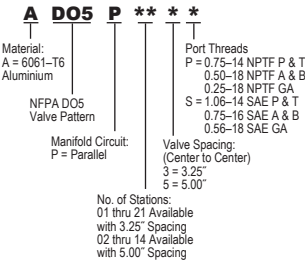 A DO5 P ** * *
Material:
A = 6061–T6
Aluminium
NFPA DO5
Valve Pattern
Manifold Circuit:
P = Parallel
No. of Stations:
01 thru 21 Available
with 3.25″ Spacing
02 thru 14 Available
with 5.00″ Spacing
Valve Spacing:
(Center to Center)
3 = 3.25″
5 = 5.00″
Port Threads
P = 0.75–14 NPTF P & T
0.50–18 NPTF A & B
0.25–18 NPTF GA
S = 1.06–14 SAE P & T
0.75–16 SAE A & B
0.56–18 SAE GA